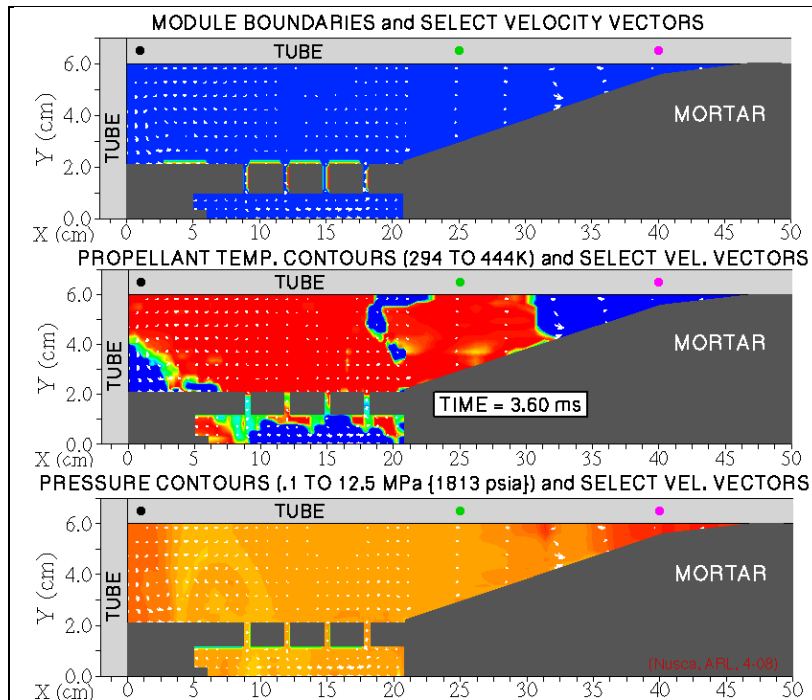 MODULE BOUNDARIES and SELECT VELOCITY VECTORS
TUBE
6.0
4.0
2.0
0.0
Y (cm)
TUBE
MORTAR
X (cm)
0 5 10 15 20 25 30 35 40 45 50
PROPELLANT TEMP. CONTOURS (294 TO 444K) and SELECT VEL. VECTORS
TUBE
6.0
4.0
2.0
0.0
Y (cm)
TUBE
MORTAR
TIME = 3.60 ms
X (cm)
0 5 10 15 20 25 30 35 40 45 50
PRESSURE CONTOURS (.1 TO 12.5 MPa {1813 psia}) and SELECT VEL. VECTORS
TUBE
6.0
4.0
2.0
0.0
Y (cm)
TUBE
MORTAR
(Nusca, ARL, 4-08)
X (cm)
0 5 10 15 20 25 30 35 40 45 50